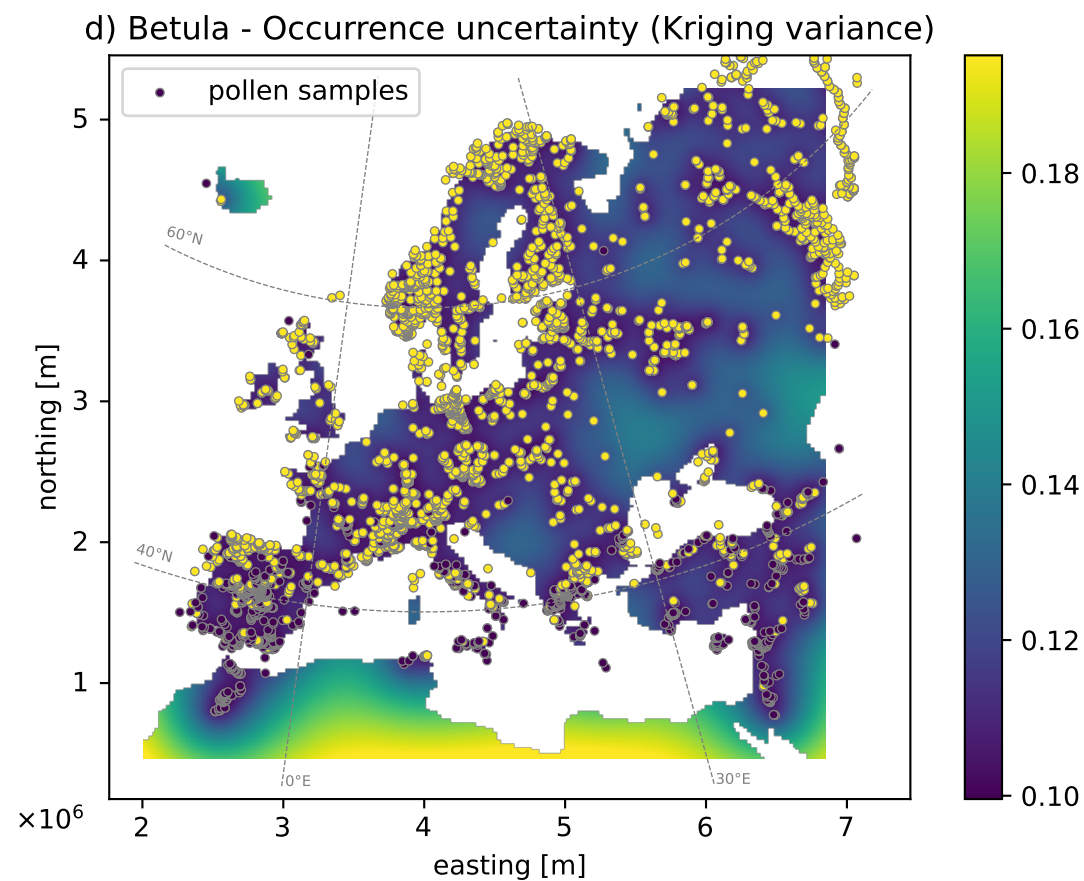 d) Betula - Occurrence uncertainty (Kriging variance)
pollen samples
5
4
3
2
1
northing [m]
×10⁶
2 3 4 5 6 7
easting [m]
60°N
40°N
0°E
30°E
0.18
0.16
0.14
0.12
0.10